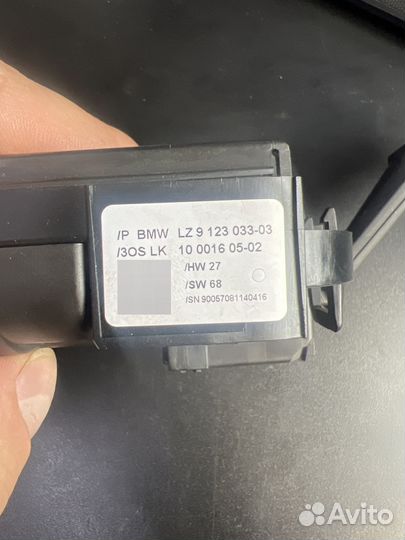 /P BMW LZ 9 123 033-03
/3OS LK 10 0016 05-02
/HW 27
/SW 68
/SN 90057081140416
Avito